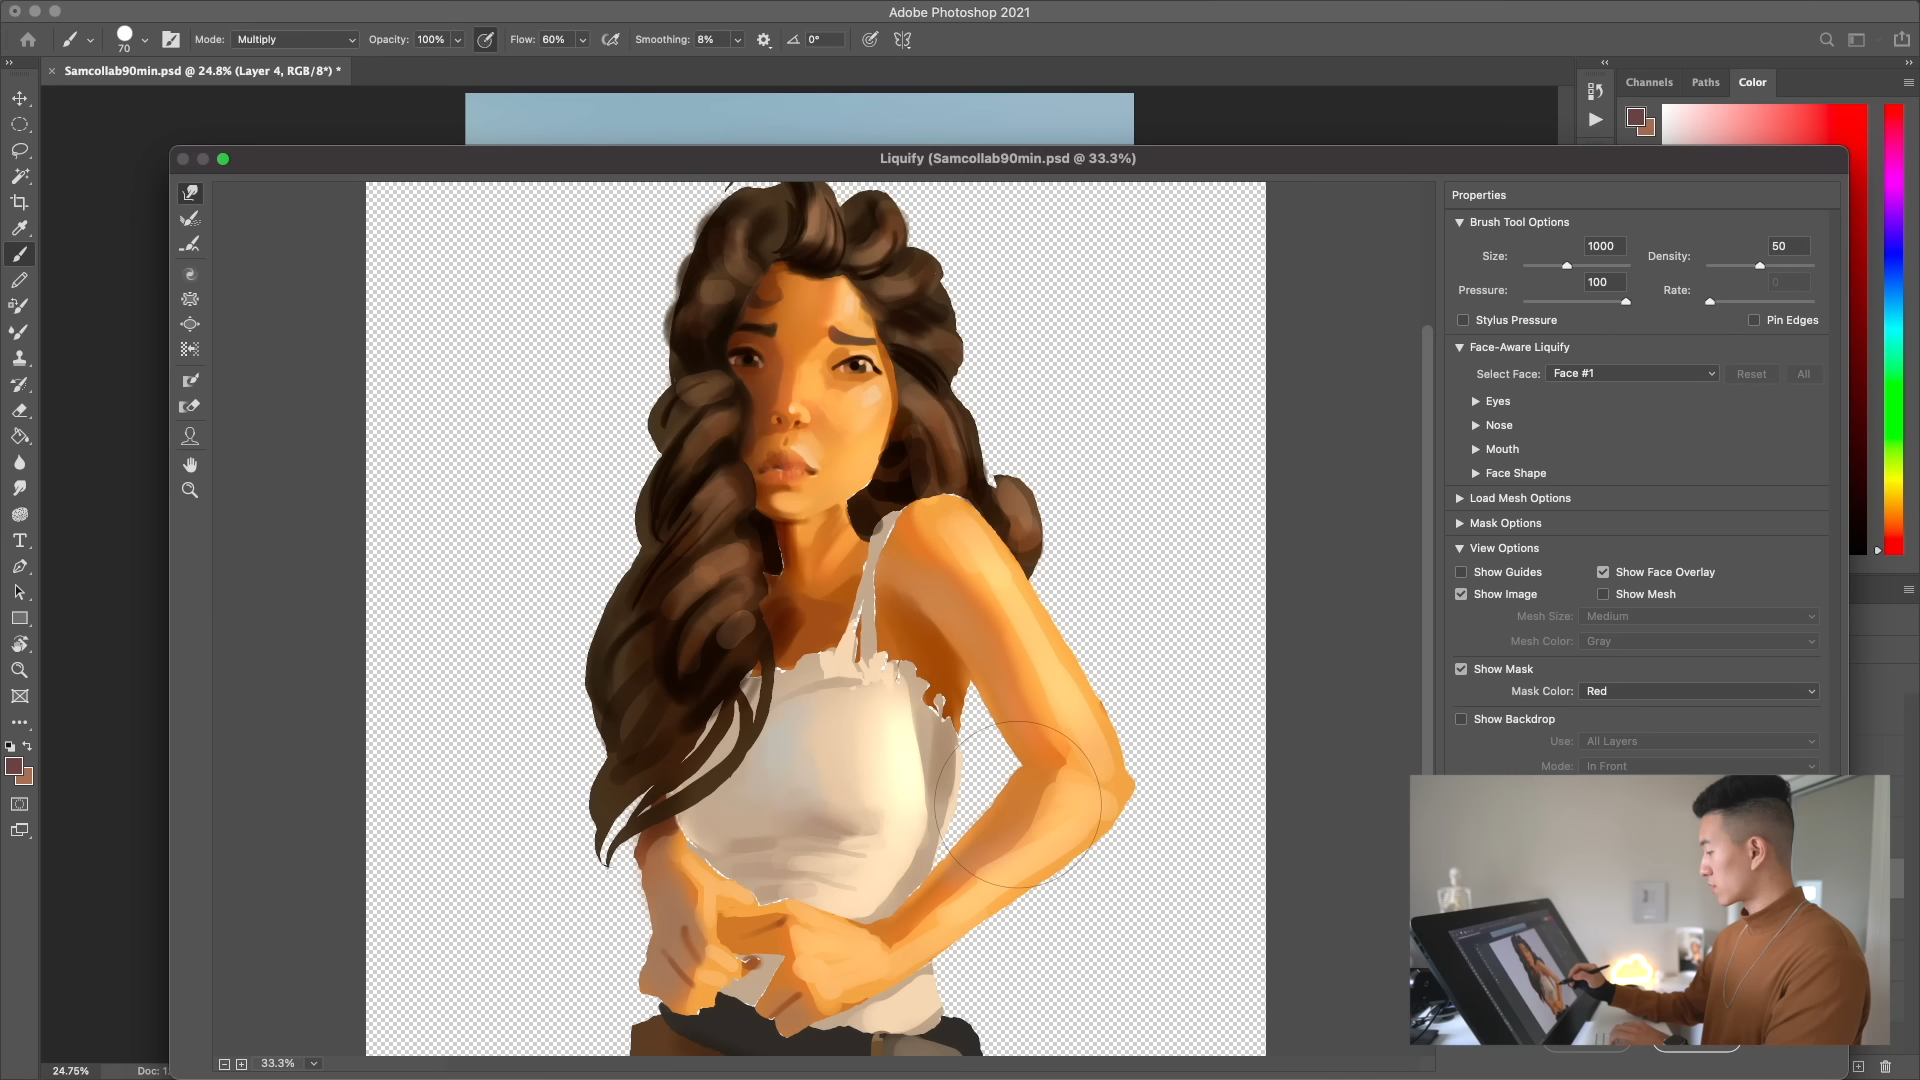 Adobe Photoshop 2021
70
Mode: Multiply
Opacity: 100%
Flow: 60%
Smoothing: 8%
0°
Samcollab90min.psd @ 24.8% (Layer 4, RGB/8*) *
Channels
Paths
Color
Liquify (Samcollab90min.psd @ 33.3%)
Properties
Brush Tool Options
Size: 1000
Density: 50
Pressure: 100
Rate: 0
Stylus Pressure
Pin Edges
Face-Aware Liquify
Select Face: Face #1
Reset
All
Eyes
Nose
Mouth
Face Shape
Load Mesh Options
Mask Options
View Options
Show Guides
Show Face Overlay
Show Image
Show Mesh
Mesh Size: Medium
Mesh Color: Gray
Show Mask
Mask Color: Red
Show Backdrop
Use: All Layers
Mode: In Front
33.3%
24.75%
Doc: 1